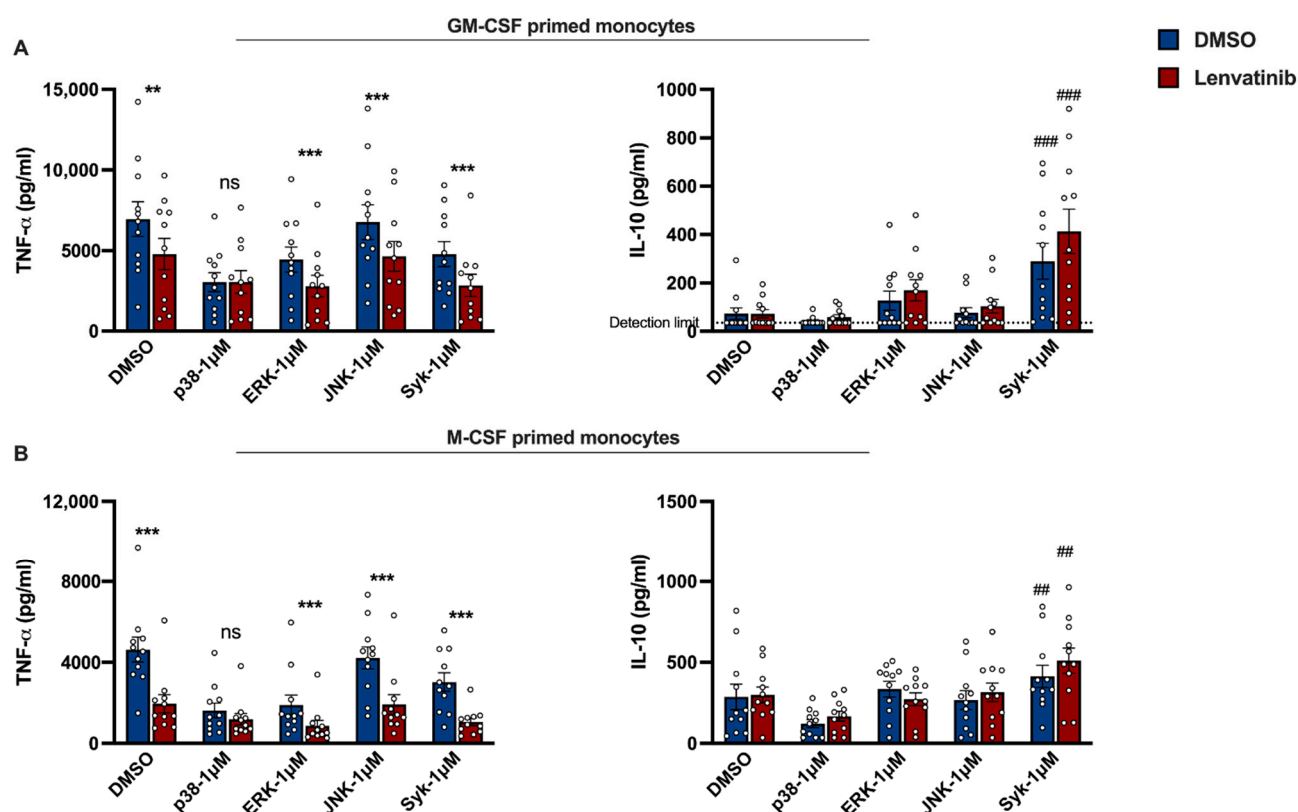 GM-CSF primed monocytes
A
DMSO
Lenvatinib
TNF-α (pg/ml)
15,000
10,000
5000
0
**
ns
***
***
***
DMSO
p38-1µM
ERK-1µM
JNK-1µM
Syk-1µM
IL-10 (pg/ml)
1000
800
600
400
200
0
Detection limit
###
###
DMSO
p38-1µM
ERK-1µM
JNK-1µM
Syk-1µM
M-CSF primed monocytes
B
TNF-α (pg/ml)
12,000
8000
4000
0
***
ns
***
***
***
DMSO
p38-1µM
ERK-1µM
JNK-1µM
Syk-1µM
IL-10 (pg/ml)
1500
1000
500
0
##
##
DMSO
p38-1µM
ERK-1µM
JNK-1µM
Syk-1µM